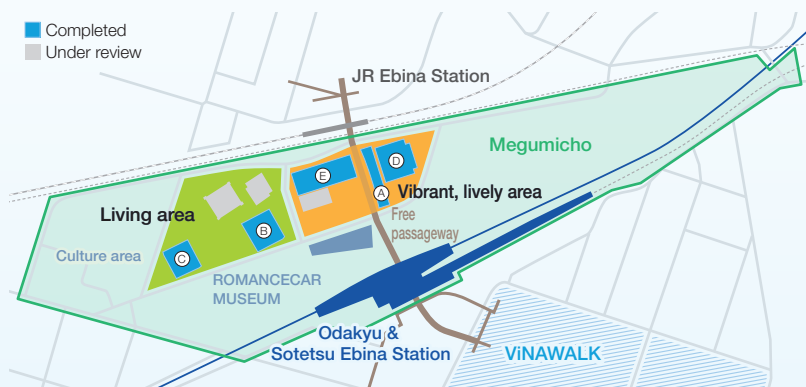 Completed
Under review
JR Ebina Station
Megumicho
E
D
A
Vibrant, lively area
Living area
Free
passageway
B
C
Culture area
ROMANCECAR
MUSEUM
Odakyu &
Sotetsu Ebina Station
ViNAWALK